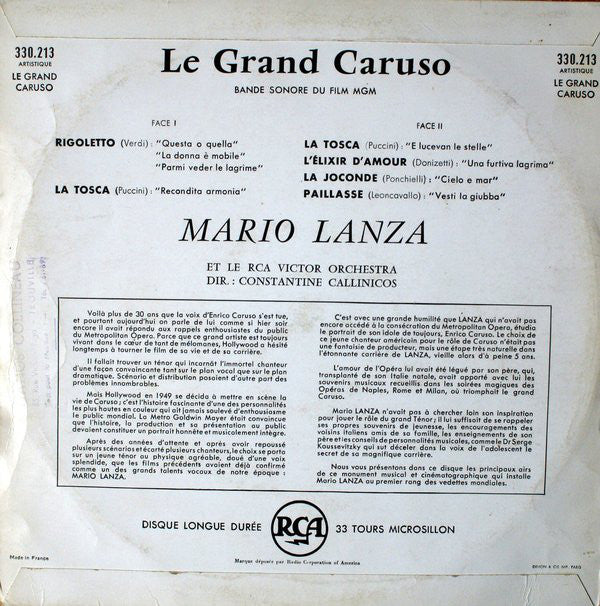 330.213
ARTISTIQUE
LE GRAND
CARUSO
Le Grand Caruso
BANDE SONORE DU FILM MGM
330.213
ARTISTIQUE
LE GRAND
CARUSO
FACE I
RIGOLETTO (Verdi) : "Questa o quella"
"La donna è mobile"
"Parmi veder le lagrime"
LA TOSCA (Puccini) : "Recondita armonia"
FACE II
LA TOSCA (Puccini) : "E lucevan le stelle"
L'ÉLIXIR D'AMOUR (Donizetti) : "Una furtiva lagrima"
LA JOCONDE (Ponchielli) : "Cielo e mar"
PAILLASSE (Leoncavallo) : "Vesti la giubba"
MARIO LANZA
ET LE RCA VICTOR ORCHESTRA
DIR. : CONSTANTINE CALLINICOS
Voilà plus de 30 ans que la voix d'Enrico Caruso s'est tue,
et pourtant aujourd'hui on parle de lui comme si hier soir
encore il avait répondu aux rappels enthousiastes du public
du Metropolitan Opera. Parce que ce grand artiste est toujours
vivant dans le cœur de tant de mélomanes, Hollywood a hésité
longtemps à tourner le film de sa vie et de sa carrière.
Il fallait trouver un ténor qui incarnât l'immortel chanteur
d'une façon convaincante tant sur le plan vocal que sur le plan
dramatique. Scénario et distribution posaient d'autre part des
problèmes innombrables.
Mais Hollywood en 1949 se décida à mettre en scène la
vie de Caruso ; c'est l'histoire fascinante d'une des personnalités
les plus hautes en couleur qui ait jamais soulevé d'enthousiasme
le public mondial. La Metro Goldwin Mayer était convaincue
que l'histoire, la production et sa présentation au public
devaient constituer un portrait honnête et musicalement intègre.
Après des années d'attente et après avoir repoussé
plusieurs scénarios et écarté plusieurs chanteurs, le choix se porta
sur un jeune ténor au physique agréable, doué d'une voix
splendide, que les films précédents avaient déjà confirmé
comme un des grands talents vocaux de notre époque :
MARIO LANZA.
C'est avec une grande humilité que LANZA qui n'avait pas
encore accédé à la consécration du Metropolitan Opéra, étudia
le portrait de son idole de toujours, Enrico Caruso. Le choix de
ce jeune chanteur américain pour le rôle de Caruso n'était pas
une fantaisie de producteur, mais une étape très naturelle dans
l'étonnante carrière de LANZA, vieille alors d'à peine 5 ans.
L'amour de l'Opéra lui avait été légué par son père, qui,
transplanté de son Italie natale, avait apporté avec lui les
souvenirs musicaux recueillis dans les soirées magiques des
Opéras de Naples, Rome et Milan, où triomphait le grand
Caruso.
Mario LANZA n'avait pas à chercher loin son inspiration
pour jouer le rôle du grand Ténor ; il lui suffisait de se rappeler
ses propres souvenirs de jeunesse, les encouragements des
voisins italiens amis de sa famille, les enseignements de son
père et les conseils de personnalités musicales, comme le Dr Serge
Koussevitzky qui sut déceler dans la voix de l'adolescent le
secret de sa magnifique carrière.
Nous vous présentons dans ce disque les principaux airs
de ce monument musical et cinématographique qui installe
Mario LANZA au premier rang des vedettes mondiales.
DISQUE LONGUE DURÉE
RCA
33 TOURS MICROSILLON
Made in France
Marque déposée par Radio Corporation of America